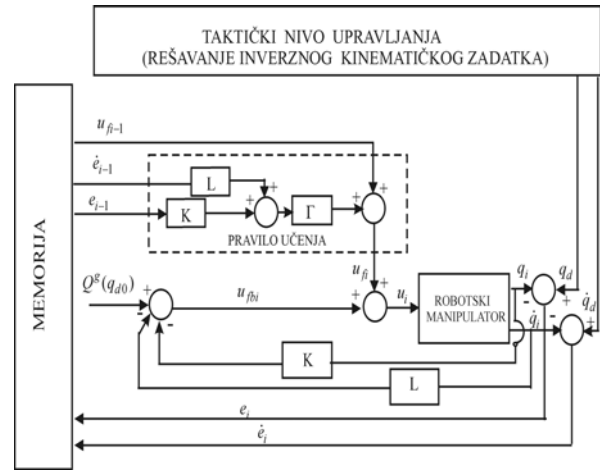 TAKTIČKI NIVO UPRAVLJANJA
(REŠAVANJE INVERZNOG KINEMATIČKOG ZADATKA)
MEMORIJA
u_{fi-1}
ė_{i-1}
e_{i-1}
L
K
Γ
+
+
+
+
+
PRAVILO UČENJA
Q^g(q_{d0})
+
-
-
u_{fbi}
u_{fi}
+
+
u_i
ROBOTSKI
MANIPULATOR
q_i
q_d
-
+
q̇_i
q̇_d
-
+
K
L
e_i
ė_i